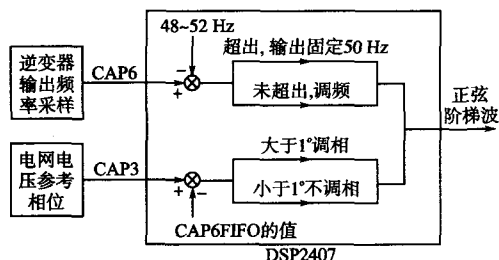 48~52 Hz
逆变器
输出频
率采样
CAP6
−
+
超出, 输出固定50 Hz
未超出,调频
正弦
阶梯波
电网电
压参考
相位
CAP3
+
−
大于1°调相
小于1°不调相
CAP6FIFO的值
DSP2407